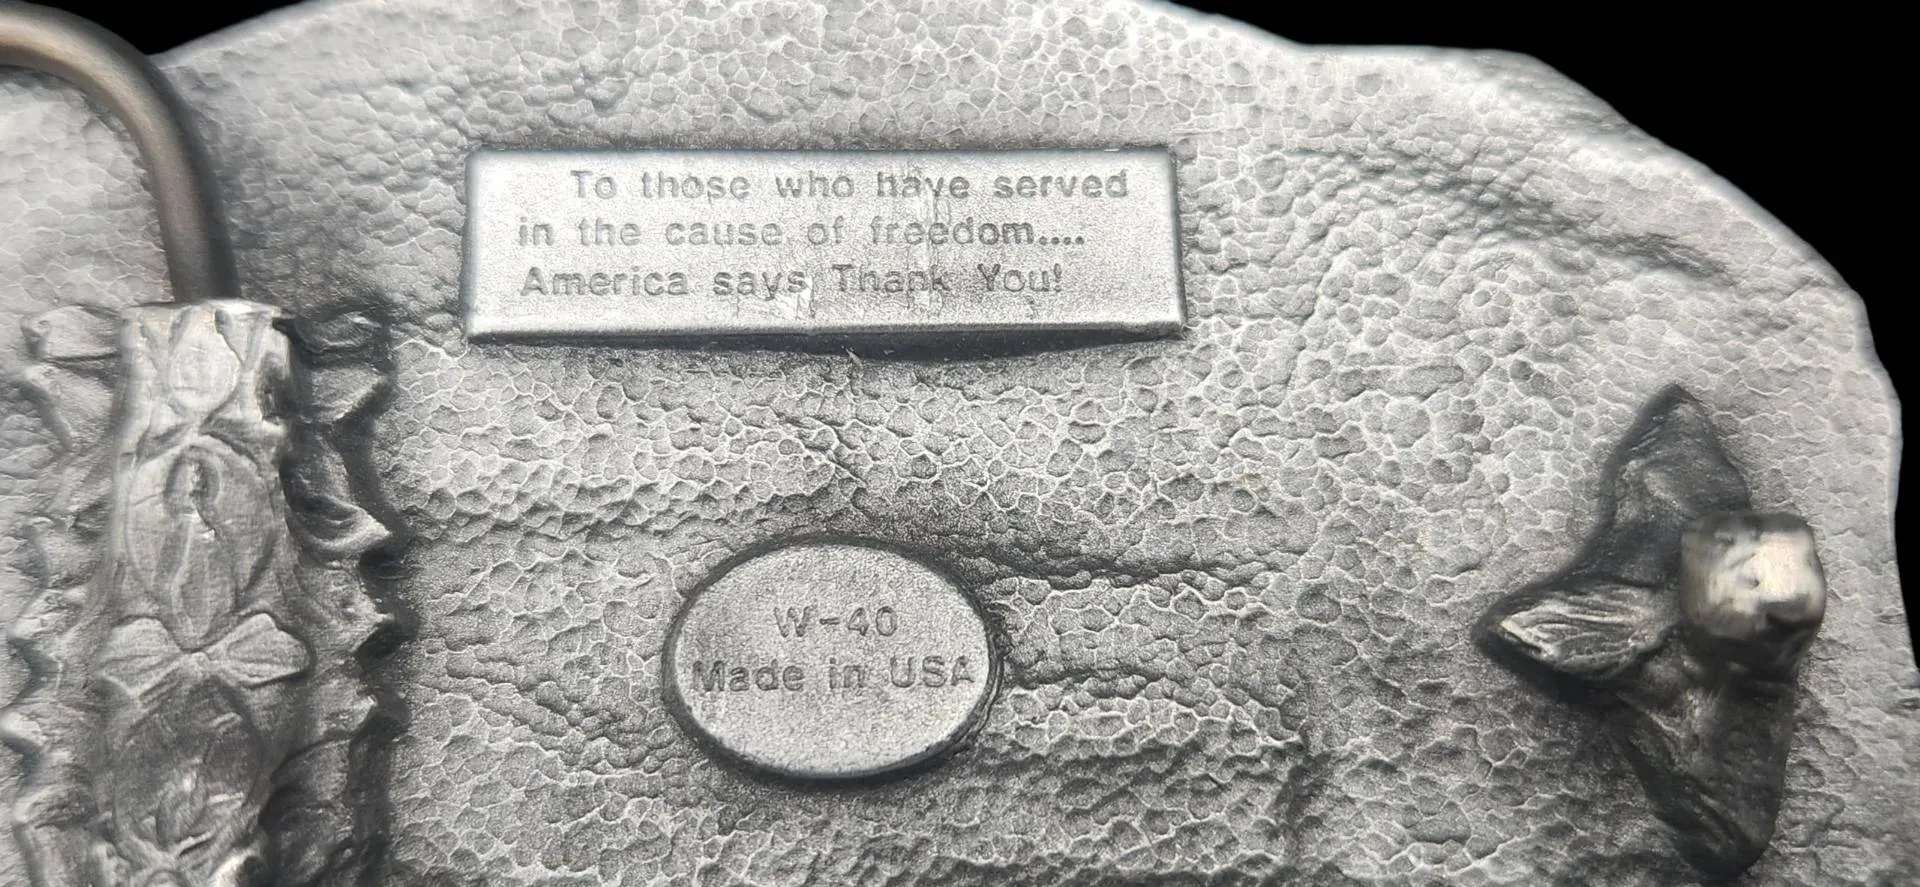 To those who have served
in the cause of freedom....
America says Thank You!
W-40
Made in USA